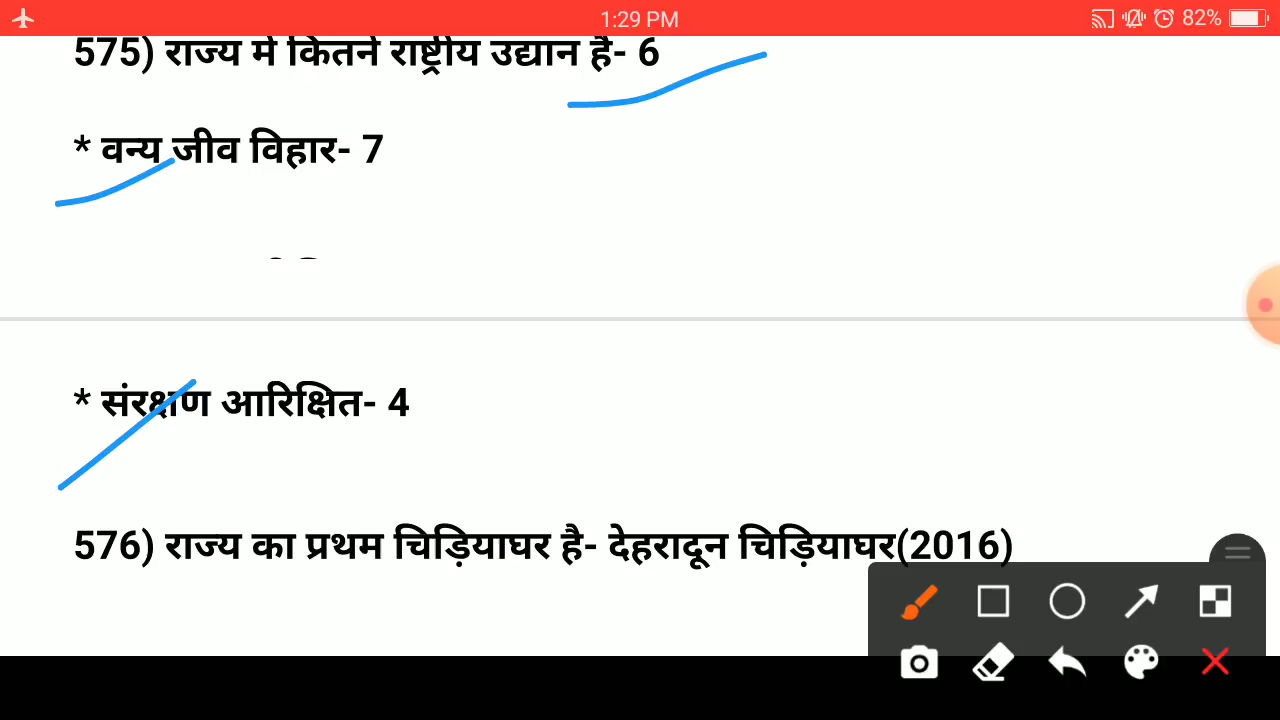 1:29 PM
82%
575) राज्य में कितने राष्ट्रीय उद्यान है- 6
* वन्य जीव विहार- 7
* संरक्षण आरिक्षित- 4
576) राज्य का प्रथम चिड़ियाघर है- देहरादून चिड़ियाघर(2016)